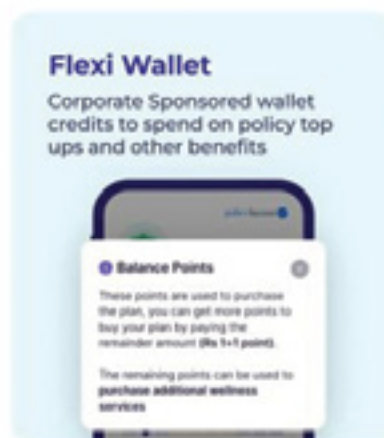 Flexi Wallet
Corporate Sponsored wallet
credits to spend on policy top
ups and other benefits
Balance Points
These points are used to purchase
the plan, you can get more points to
buy your plan by paying the
remainder amount (Rs 1=1 point).
The remaining points can be used to
purchase additional wellness
services